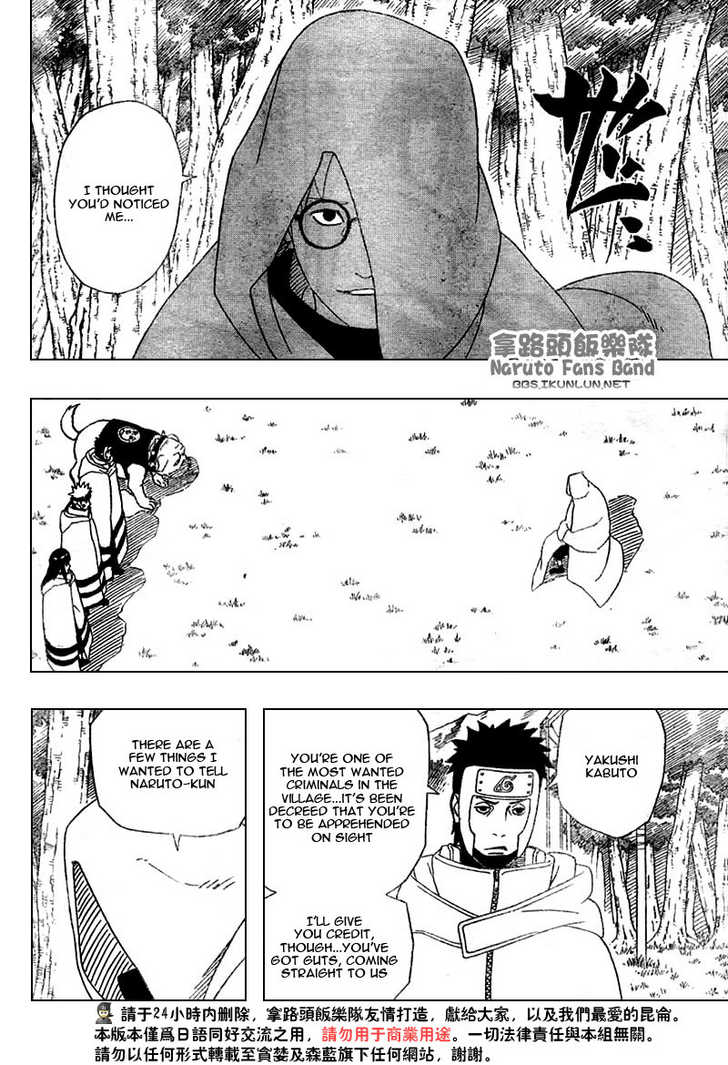 I THOUGHT
YOU'D NOTICED
ME...
ザッ
拿路頭飯樂隊
Naruto Fans Band
BBS.IKUNLUN.NET
YAKUSHI
KABUTO
YOU'RE ONE OF
THE MOST WANTED
CRIMINALS IN THE
VILLAGE...IT'S BEEN
DECREED THAT YOU'RE
TO BE APPREHENDED
ON SIGHT
I'LL GIVE
YOU CREDIT,
THOUGH...YOU'VE
GOT GUTS, COMING
STRAIGHT TO US
THERE ARE A
FEW THINGS I
WANTED TO TELL
NARUTO-KUN
請于24小時内删除，拿路頭飯樂隊友情打造，獻給大家，以及我們最愛的昆侖。
本版本僅爲日語同好交流之用，請勿用于商業用途。一切法律責任與本組無關。
請勿以任何形式轉載至貪婪及森藍旗下任何網站，謝謝。